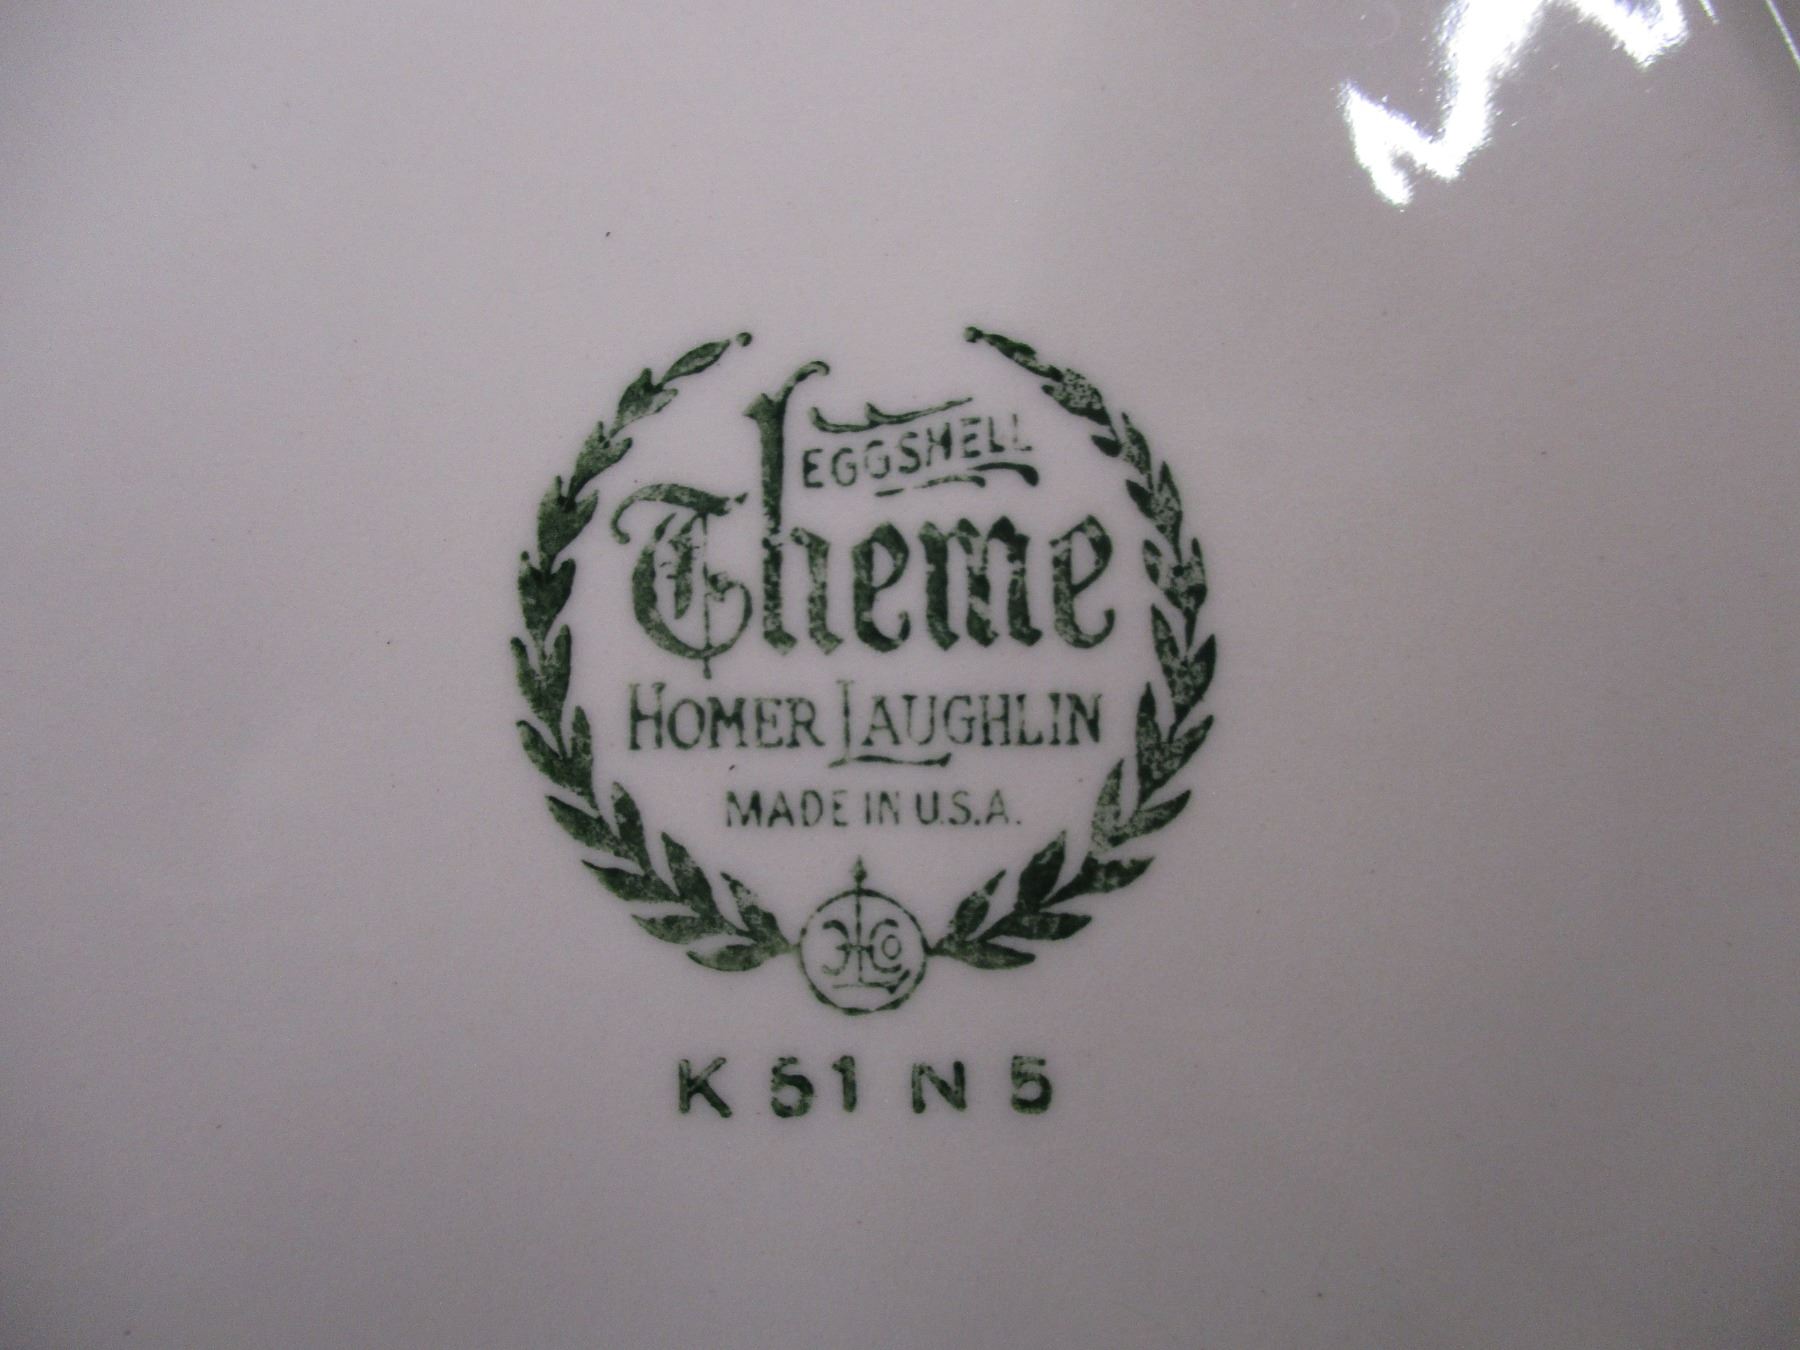 EGGSHELL
Theme
HOMER LAUGHLIN
MADE IN U.S.A.
HLCo
K 51 N 5